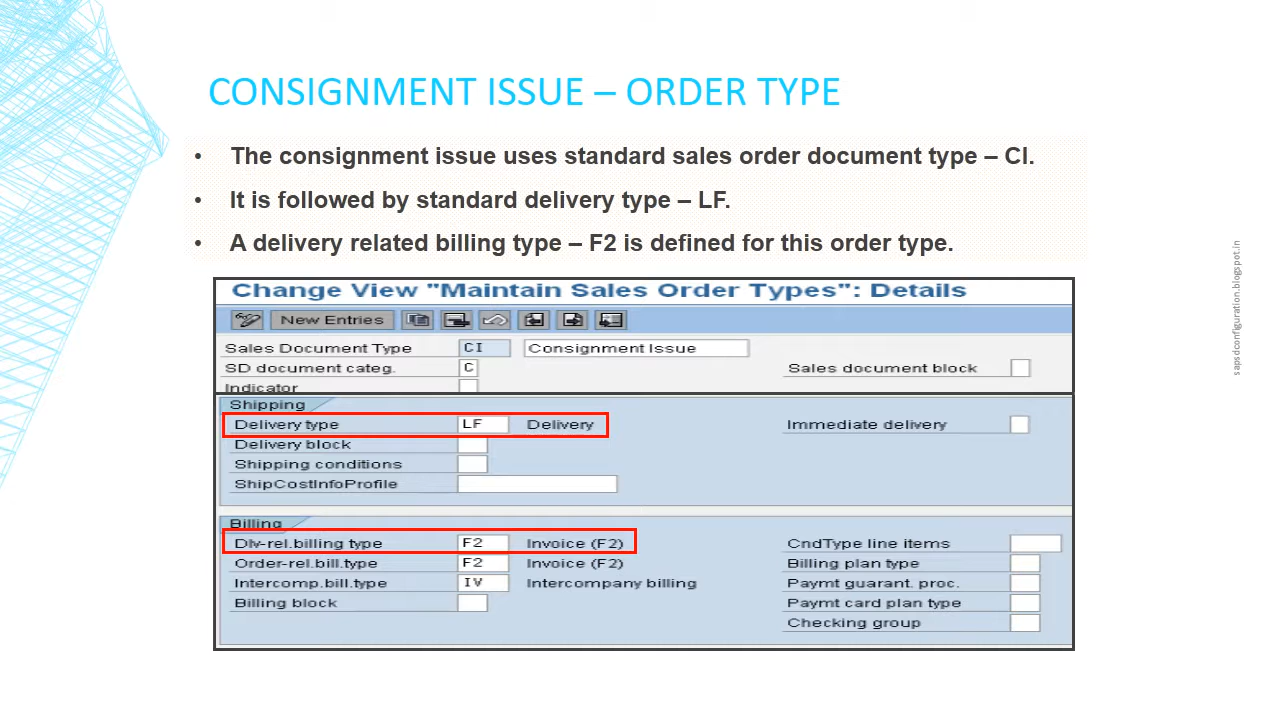 CONSIGNMENT ISSUE – ORDER TYPE
• The consignment issue uses standard sales order document type – CI.
• It is followed by standard delivery type – LF.
• A delivery related billing type – F2 is defined for this order type.
Change View "Maintain Sales Order Types": Details
New Entries
Sales Document Type CI Consignment Issue
SD document categ. C Sales document block
Indicator
Shipping
Delivery type LF Delivery Immediate delivery
Delivery block
Shipping conditions
ShipCostInfoProfile
Billing
Dlv-rel.billing type F2 Invoice (F2) CndType line items
Order-rel.bill.type F2 Invoice (F2) Billing plan type
Intercomp.bill.type IV Intercompany billing Paymt guarant. proc.
Billing block Paymt card plan type
Checking group
sapsdconfiguration.blogspot.in